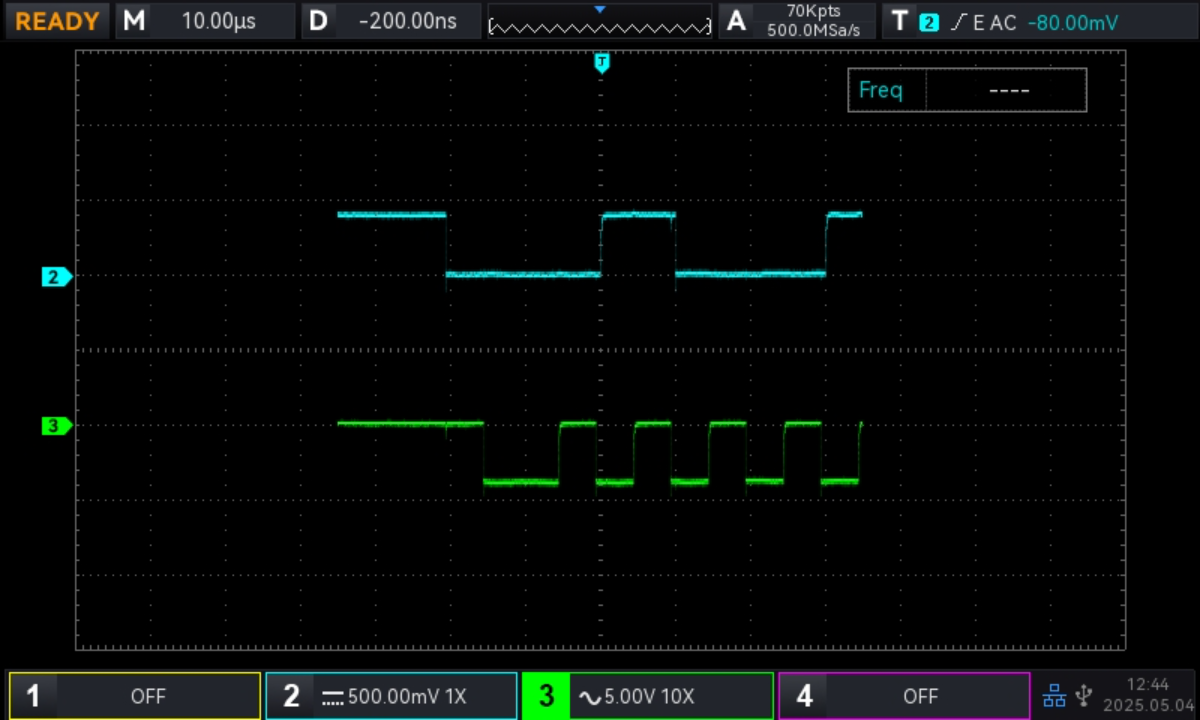 READY M 10.00µs D -200.00ns A 70Kpts 500.0MSa/s T 2 E AC -80.00mV
T
Freq ----
2
3
1 OFF 2 500.00mV 1X 3 5.00V 10X 4 OFF 12:44
2025.05.04